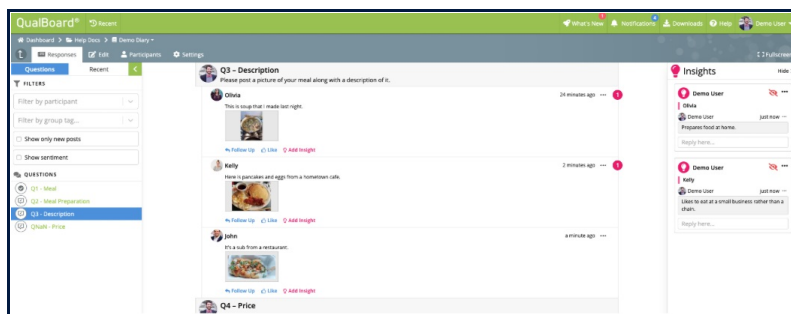 QualBoard® Recent What's New Notifications Downloads Help Demo User
Dashboard > Help Docs > Demo Diary
Responses Edit Participants Settings Fullscreen
Questions Recent
FILTERS
Filter by participant
Filter by group tag...
Show only new posts
Show sentiment
QUESTIONS
Q1 - Meal
Q2 - Meal Preparation
Q3 - Description
QNaN - Price
Q3 – Description
Please post a picture of your meal along with a description of it.
Olivia 24 minutes ago 1
This is soup that I made last night.
Follow Up Like Add Insight
Kelly 2 minutes ago 1
Here is pancakes and eggs from a hometown cafe.
Follow Up Like Add Insight
John a minute ago
It's a sub from a restaurant.
Follow Up Like Add Insight
Q4 – Price
Insights Hide
Demo User
Olivia
Demo User just now
Prepares food at home.
Reply here...
Demo User
Kelly
Demo User just now
Likes to eat at a small business rather than a
chain.
Reply here...